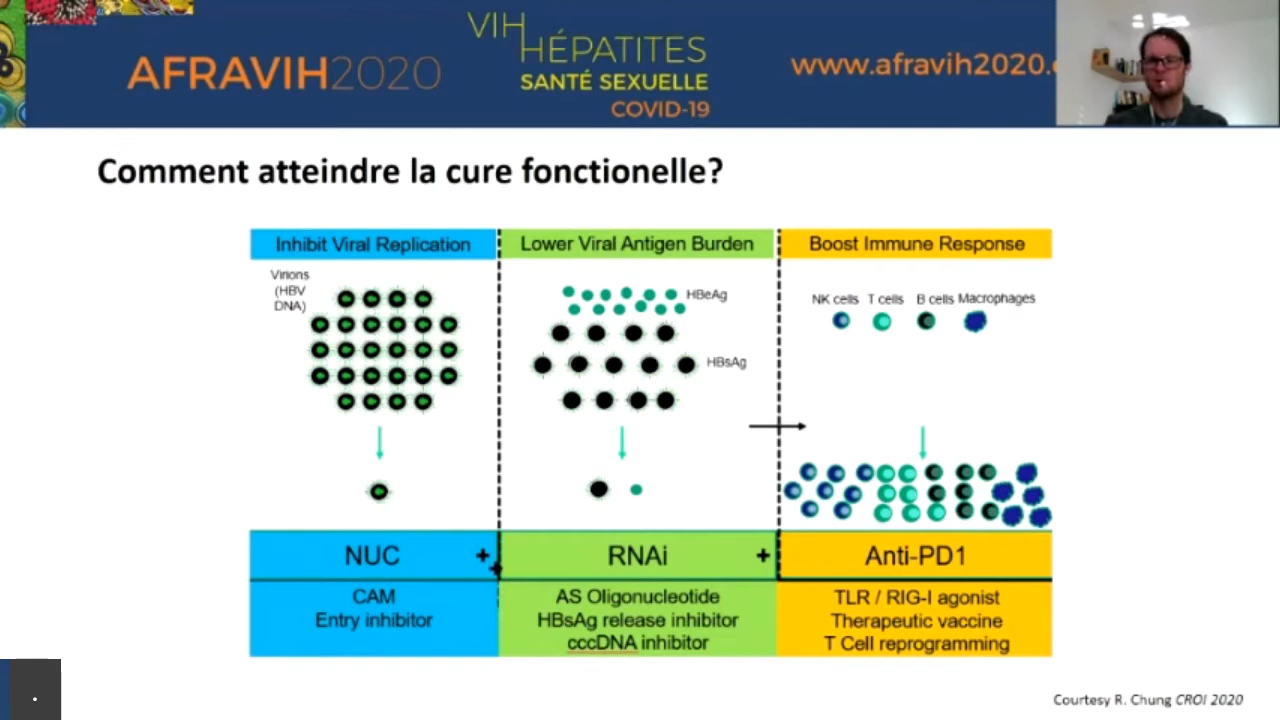 AFRAVIH2020
VIH
HÉPATITES
SANTÉ SEXUELLE
COVID-19
www.afravih2020.
Comment atteindre la cure fonctionelle?
Inhibit Viral Replication
Lower Viral Antigen Burden
Boost Immune Response
Virions
(HBV
DNA)
HBeAg
HBsAg
NK cells T cells B cells Macrophages
NUC +
RNAi +
Anti-PD1
CAM
Entry inhibitor
AS Oligonucleotide
HBsAg release inhibitor
cccDNA inhibitor
TLR / RIG-I agonist
Therapeutic vaccine
T Cell reprogramming
Courtesy R. Chung CROI 2020